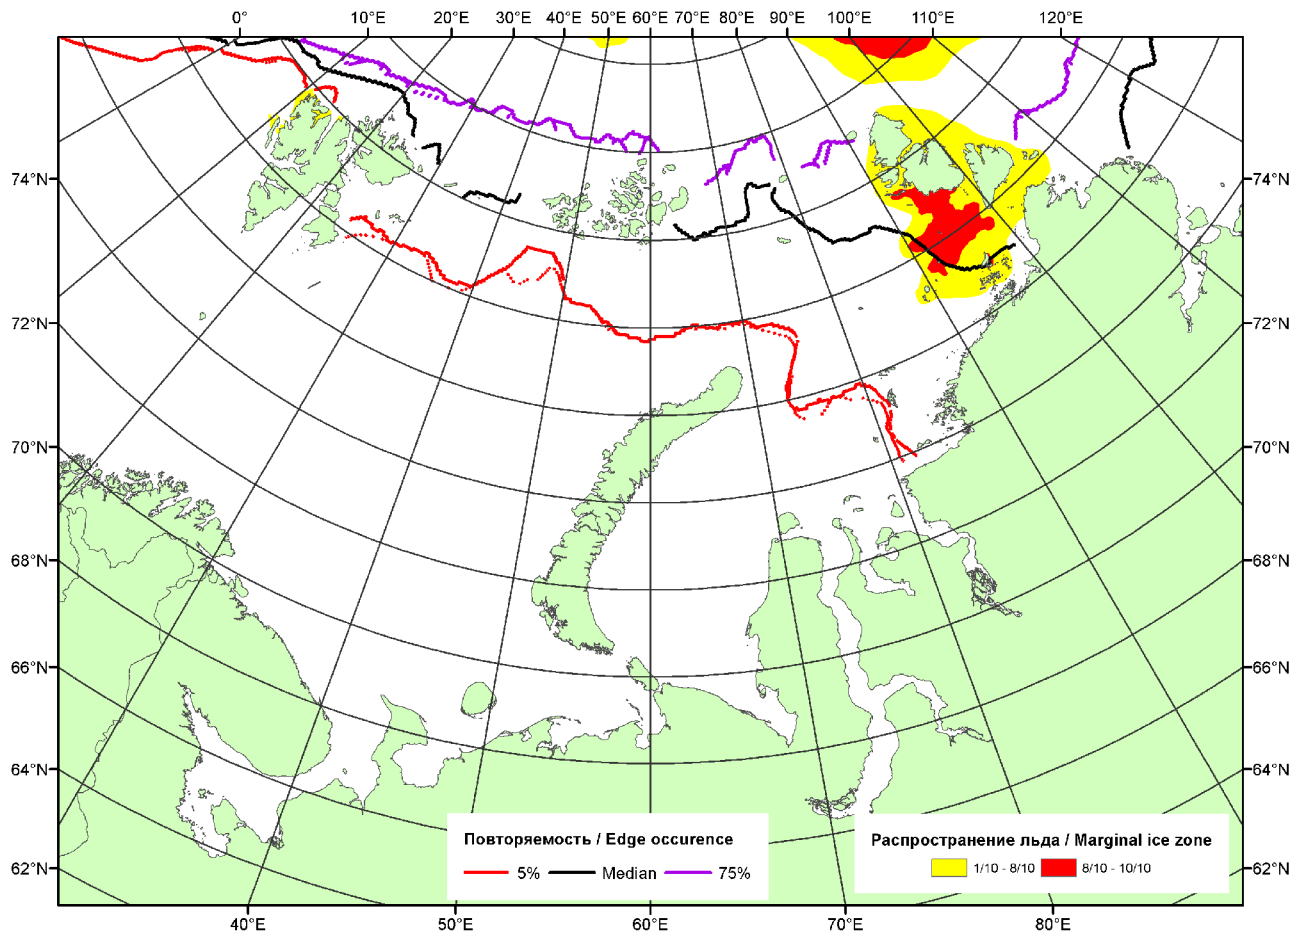 0° 10°E 20°E 30°E 40°E 50°E 60°E 70°E 75°E 90°E 100°E 110°E 120°E
74°N 74°N
72°N 72°N
70°N 70°N
68°N 68°N
66°N 66°N
64°N 64°N
Повторяемость / Edge occurence
5% Median 75%
Распространение льда / Marginal ice zone
1/10 - 8/10 8/10 - 10/10
62°N 62°N
40°E 50°E 60°E 70°E 80°E